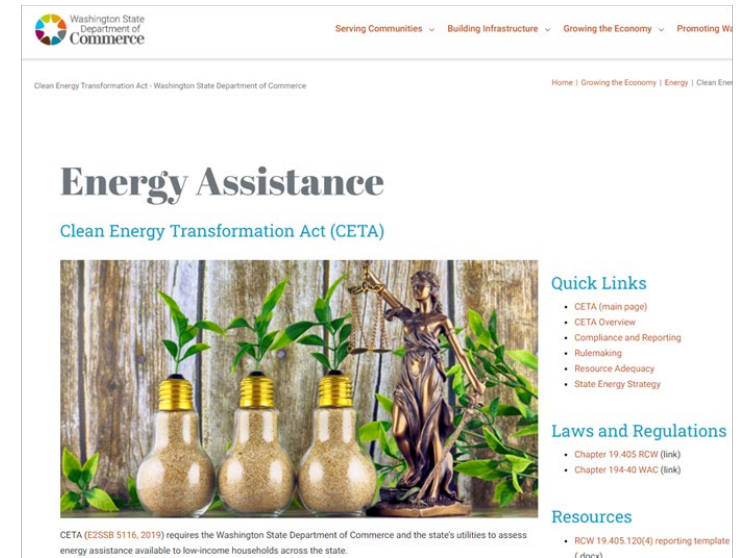 Washington State
Department of
Commerce
Serving Communities
Building Infrastructure
Growing the Economy
Promoting
Clean Energy Transformation Act - Washington State Department of Commerce
Home | Growing the Economy | Energy | Clean Ener
Energy Assistance
Clean Energy Transformation Act (CETA)
Quick Links
• CETA (main page)
• CETA Overview
• Compliance and Reporting
• Rulemaking
• Resource Adequacy
• State Energy Strategy
Laws and Regulations
• Chapter 19.405 RCW (link)
• Chapter 194-40 WAC (link)
Resources
• RCW 19.405.120(4) reporting template
(.docx)
CETA (E2SSB 5116, 2019) requires the Washington State Department of Commerce and the state's utilities to assess
energy assistance available to low-income households across the state.